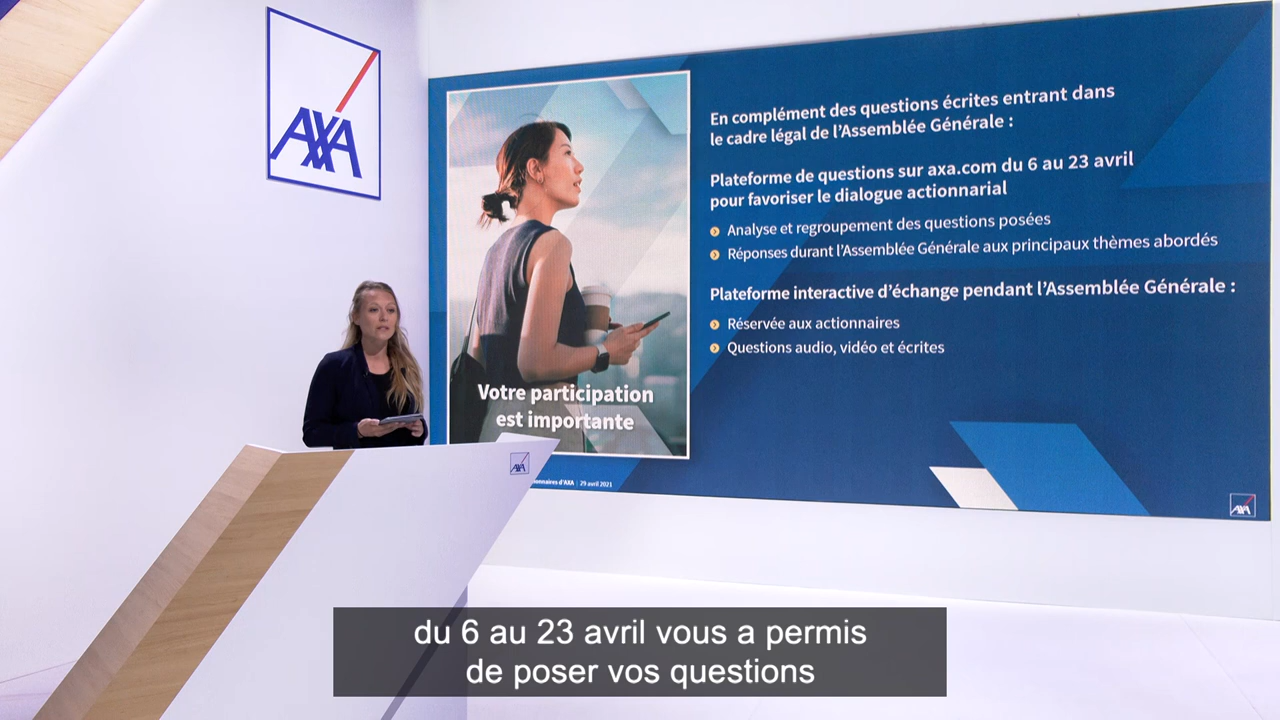 AXA
En complément des questions écrites entrant dans
le cadre légal de l'Assemblée Générale :
Plateforme de questions sur axa.com du 6 au 23 avril
pour favoriser le dialogue actionnarial
Analyse et regroupement des questions posées
Réponses durant l'Assemblée Générale aux principaux thèmes abordés
Plateforme interactive d'échange pendant l'Assemblée Générale :
Réservée aux actionnaires
Questions audio, vidéo et écrites
Votre participation
est importante
d'AXA | 29 avril 2021
AXA
AXA
du 6 au 23 avril vous a permis
de poser vos questions